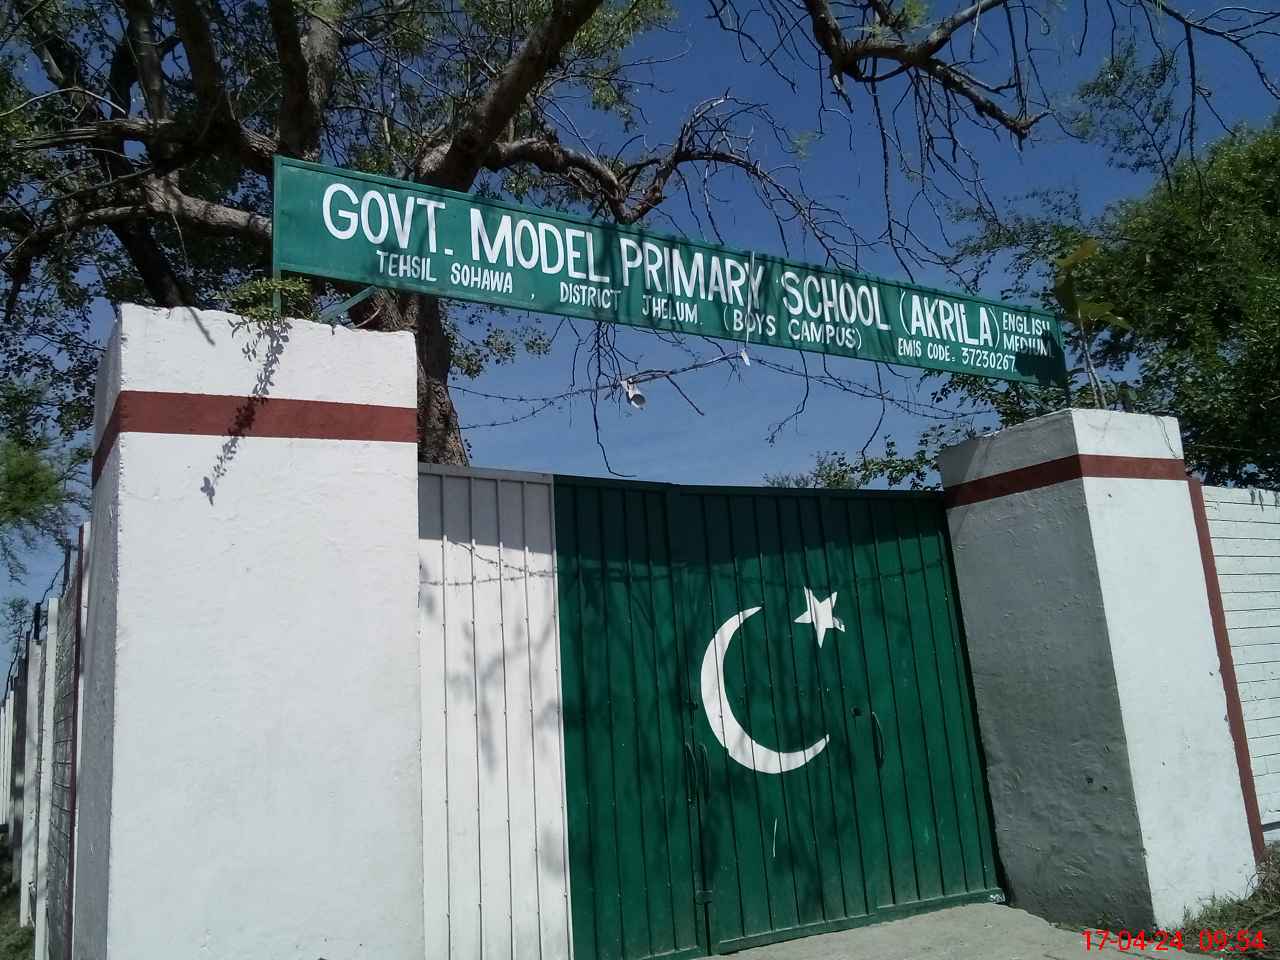 GOVT. MODEL PRIMARY SCHOOL (AKRILA) ENGLISH MEDIUM
TEHSIL SOHAWA, DISTRICT JHELUM. (BOYS CAMPUS) EMIS CODE= 37230267
17-04-24 09:54